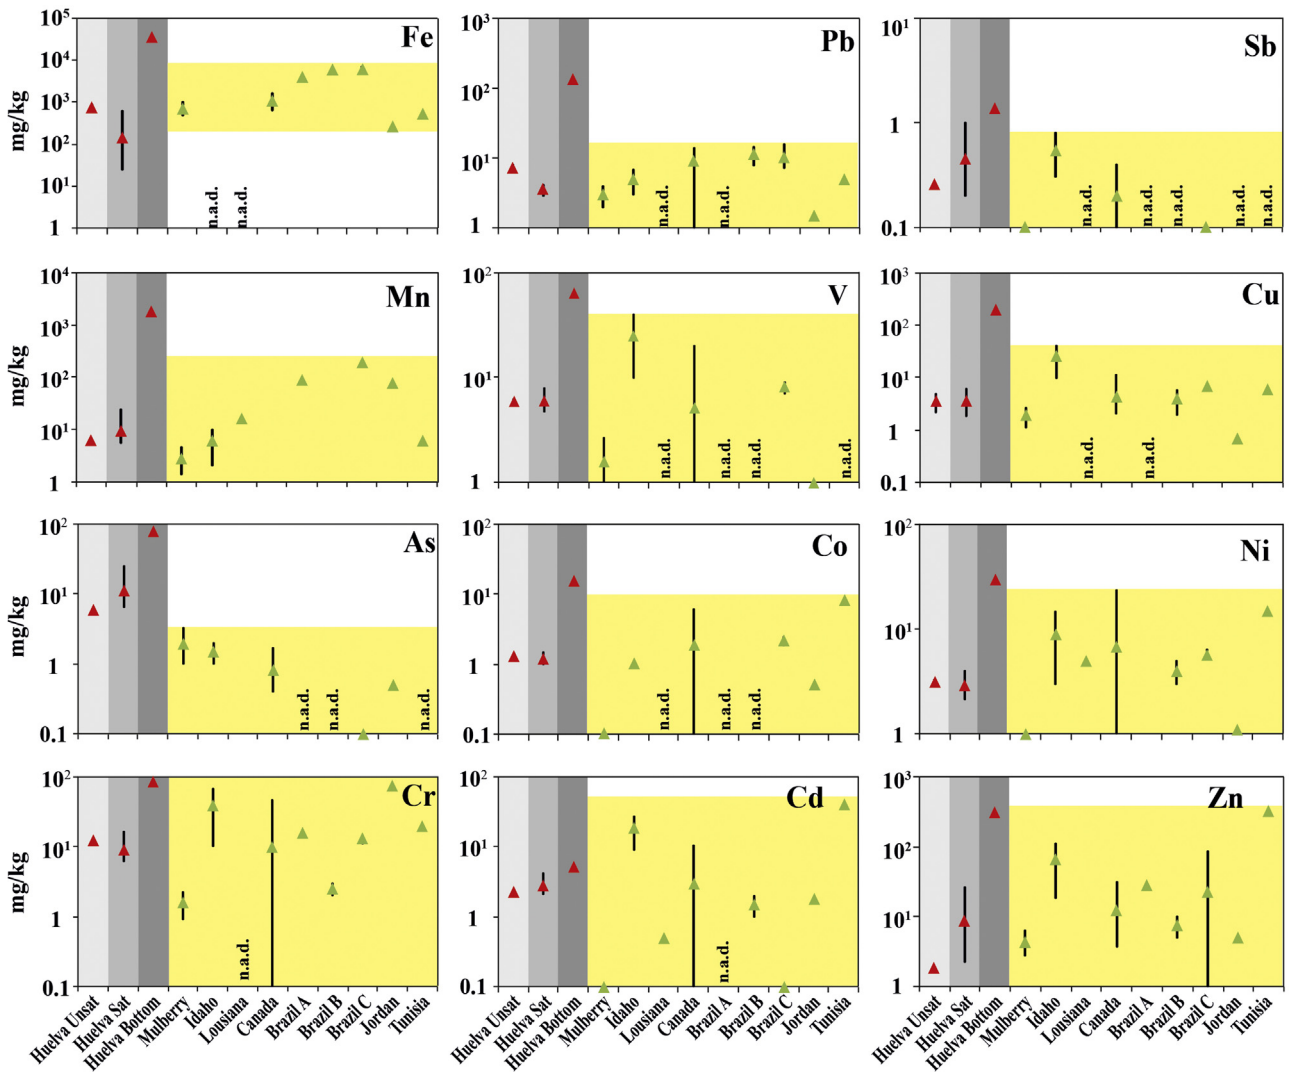 Fe
10⁵
10⁴
10³
10²
10¹
1
mg/kg
n.a.d.
n.a.d.
Pb
10³
10²
10¹
1
n.a.d.
n.a.d.
Sb
10¹
1
0.1
n.a.d.
n.a.d.
n.a.d.
n.a.d.
n.a.d.
Mn
10⁴
10³
10²
10¹
1
mg/kg
V
10²
10¹
1
n.a.d.
n.a.d.
n.a.d.
n.a.d.
Cu
10³
10²
10¹
1
0.1
n.a.d.
n.a.d.
As
10²
10¹
1
0.1
mg/kg
n.a.d.
n.a.d.
n.a.d.
Co
10²
10¹
1
0.1
n.a.d.
n.a.d.
n.a.d.
Ni
10²
10¹
1
Cr
10²
10¹
1
0.1
mg/kg
n.a.d.
Huelva Unsat
Huelva Sat
Huelva Bottom
Mulberry
Idaho
Lousiana
Canada
Brazil A
Brazil B
Brazil C
Jordan
Tunisia
Cd
10²
10¹
1
0.1
n.a.d.
Huelva Unsat
Huelva Sat
Huelva Bottom
Mulberry
Idaho
Lousiana
Canada
Brazil A
Brazil B
Brazil C
Jordan
Tunisia
Zn
10³
10²
10¹
1
Huelva Unsat
Huelva Sat
Huelva Bottom
Mulberry
Idaho
Lousiana
Canada
Brazil A
Brazil B
Brazil C
Jordan
Tunisia